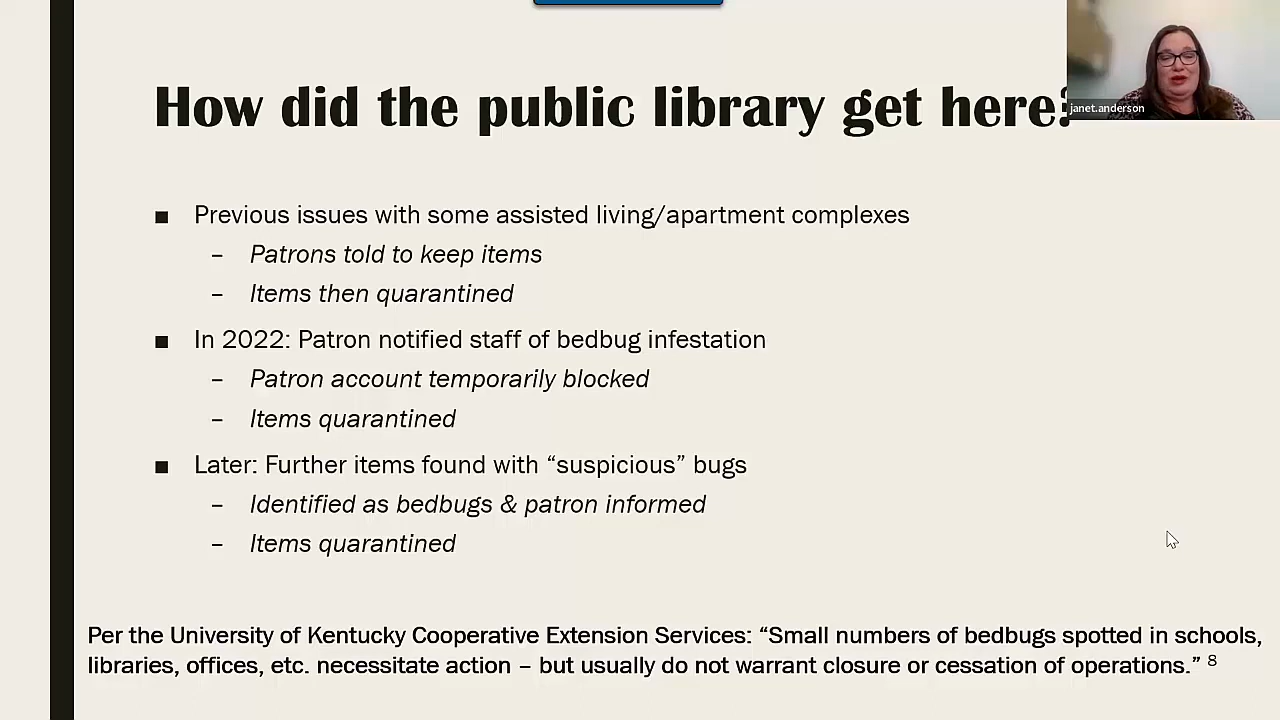 How did the public library get here?
janet.anderson
■ Previous issues with some assisted living/apartment complexes
– Patrons told to keep items
– Items then quarantined
■ In 2022: Patron notified staff of bedbug infestation
– Patron account temporarily blocked
– Items quarantined
■ Later: Further items found with “suspicious” bugs
– Identified as bedbugs & patron informed
– Items quarantined
Per the University of Kentucky Cooperative Extension Services: “Small numbers of bedbugs spotted in schools,
libraries, offices, etc. necessitate action – but usually do not warrant closure or cessation of operations.” 8